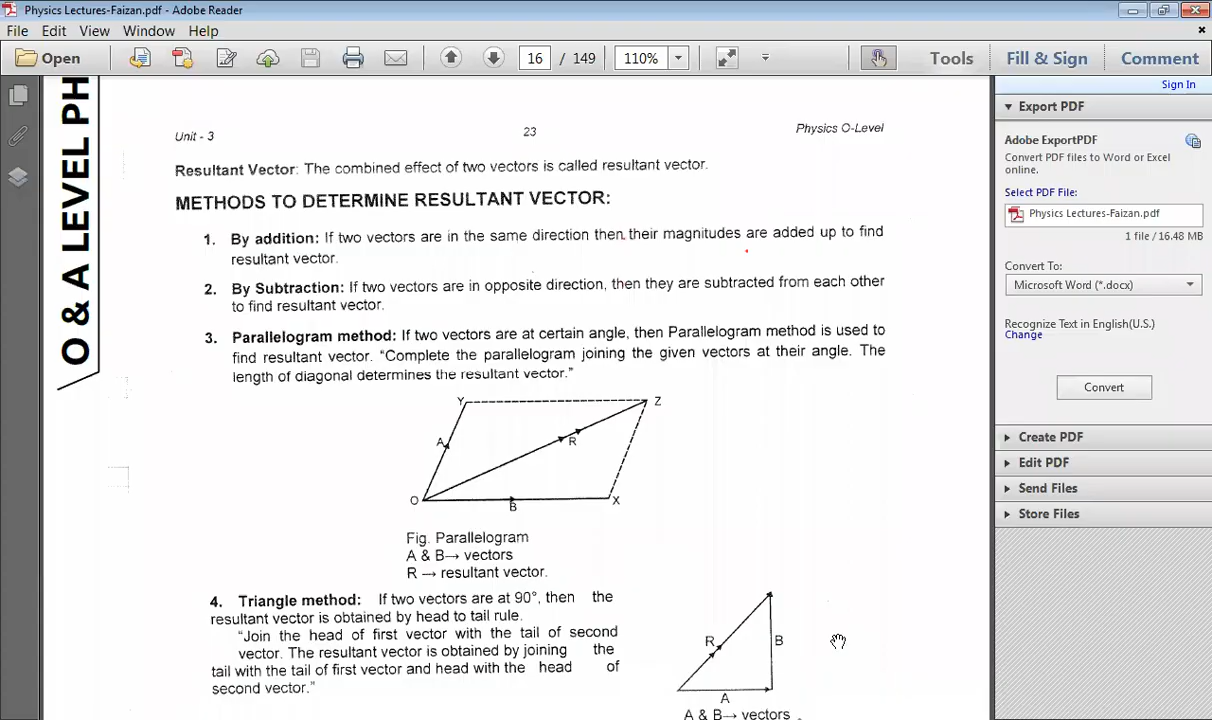 Physics Lectures-Faizan.pdf - Adobe Reader
File Edit View Window Help
Open 16 / 149 110% Tools Fill & Sign Comment
Sign In
O & A LEVEL PH
Unit - 3 23 Physics O-Level
Resultant Vector: The combined effect of two vectors is called resultant vector.
METHODS TO DETERMINE RESULTANT VECTOR:
1. By addition: If two vectors are in the same direction then their magnitudes are added up to find
resultant vector.
2. By Subtraction: If two vectors are in opposite direction, then they are subtracted from each other
to find resultant vector.
3. Parallelogram method: If two vectors are at certain angle, then Parallelogram method is used to
find resultant vector. “Complete the parallelogram joining the given vectors at their angle. The
length of diagonal determines the resultant vector.”
Y Z
A R
O B X
Fig. Parallelogram
A & B→ vectors
R → resultant vector.
4. Triangle method: If two vectors are at 90°, then the
resultant vector is obtained by head to tail rule.
“Join the head of first vector with the tail of second
vector. The resultant vector is obtained by joining the
tail with the tail of first vector and head with the head of
second vector.”
R B
A
A & B→ vectors
Export PDF
Adobe ExportPDF
Convert PDF files to Word or Excel
online.
Select PDF File:
Physics Lectures-Faizan.pdf
1 file / 16.48 MB
Convert To:
Microsoft Word (*.docx)
Recognize Text in English(U.S.)
Change
Convert
Create PDF
Edit PDF
Send Files
Store Files